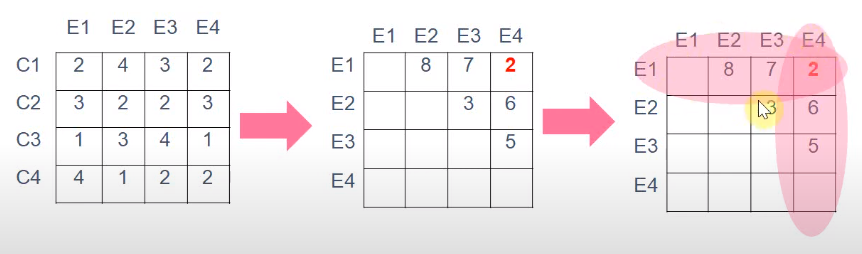 E1 E2 E3 E4
C1 2 4 3 2
C2 3 2 2 3
C3 1 3 4 1
C4 4 1 2 2
E1 E2 E3 E4
E1 8 7 2
E2 3 6
E3 5
E4
E1 E2 E3 E4
E1 8 7 2
E2 3 6
E3 5
E4